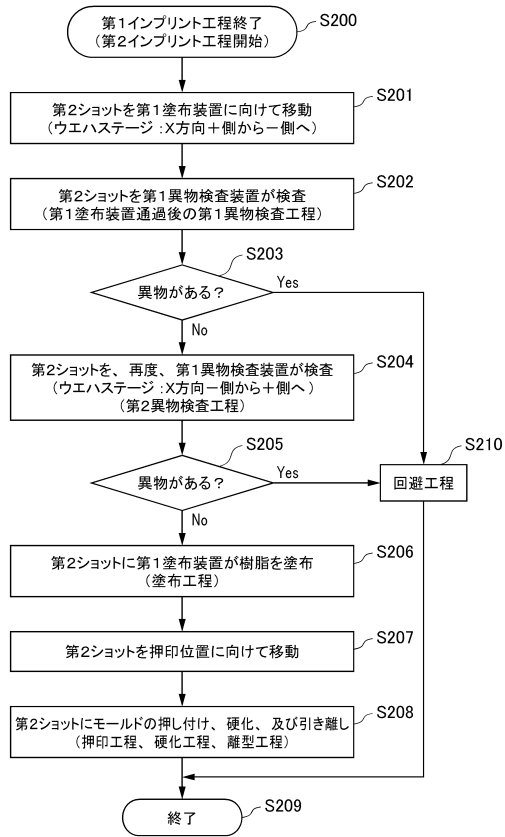 第1インプリント工程終了
(第2インプリント工程開始)
S200
第2ショットを第1塗布装置に向けて移動
(ウエハステージ:X方向+側から-側へ)
S201
第2ショットを第1異物検査装置が検査
(第1塗布装置通過後の第1異物検査工程)
S202
異物がある?
S203
Yes
No
第2ショットを、再度、第1異物検査装置が検査
(ウエハステージ:X方向-側から+側へ)
(第2異物検査工程)
S204
異物がある?
S205
Yes
No
回避工程
S210
第2ショットに第1塗布装置が樹脂を塗布
(塗布工程)
S206
第2ショットを押印位置に向けて移動
S207
第2ショットにモールドの押し付け、硬化、及び引き離し
(押印工程、硬化工程、離型工程)
S208
終了
S209